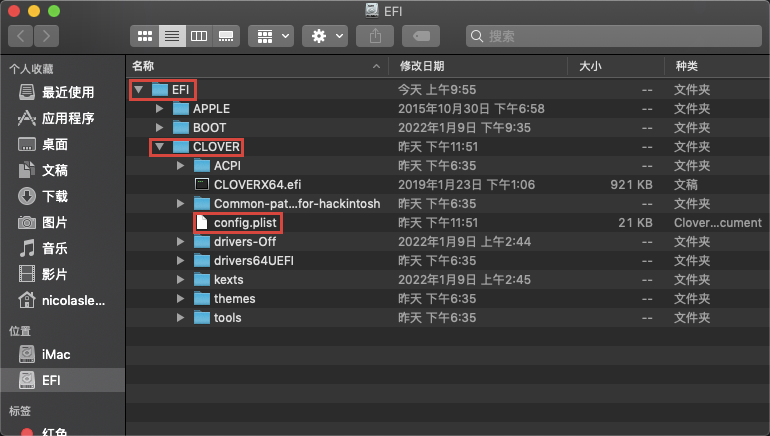 EFI
搜索
个人收藏
最近使用
应用程序
桌面
文稿
下载
图片
音乐
影片
nicolasle...
位置
iMac
EFI
标签
红色
名称 修改日期 大小 种类
EFI 今天 上午9:55 -- 文件夹
APPLE 2015年10月30日 下午6:58 -- 文件夹
BOOT 2022年1月9日 下午9:35 -- 文件夹
CLOVER 昨天 下午11:51 -- 文件夹
ACPI 昨天 下午6:35 -- 文件夹
CLOVERX64.efi 2019年1月23日 下午1:06 921 KB 文稿
Common-pat...for-hackintosh 昨天 下午6:35 -- 文件夹
config.plist 昨天 下午11:51 21 KB Clover...cument
drivers-Off 2022年1月9日 上午2:44 -- 文件夹
drivers64UEFI 昨天 下午6:35 -- 文件夹
kexts 2022年1月9日 上午2:45 -- 文件夹
themes 昨天 下午6:35 -- 文件夹
tools 昨天 下午6:35 -- 文件夹